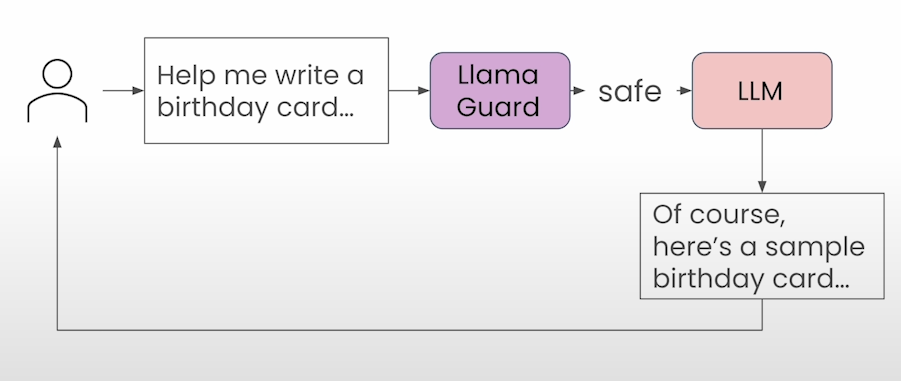 Help me write a
birthday card...
Llama
Guard
safe
LLM
Of course,
here's a sample
birthday card...